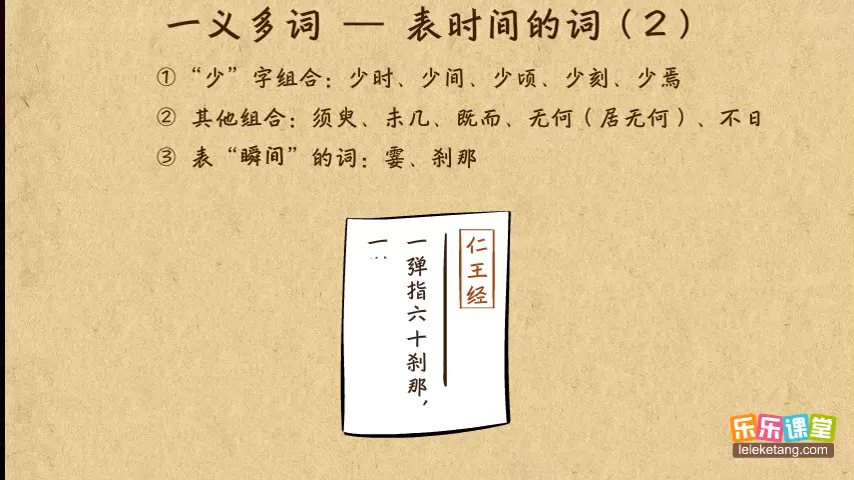 一义多词 — 表时间的词（2）
① “少”字组合：少时、少间、少顷、少刻、少焉
② 其他组合：须臾、未几、既而、无何（居无何）、不日
③ 表“瞬间”的词：霎、刹那
仁王经
一弹指六十刹那，
一
乐乐课堂
leleketang.com